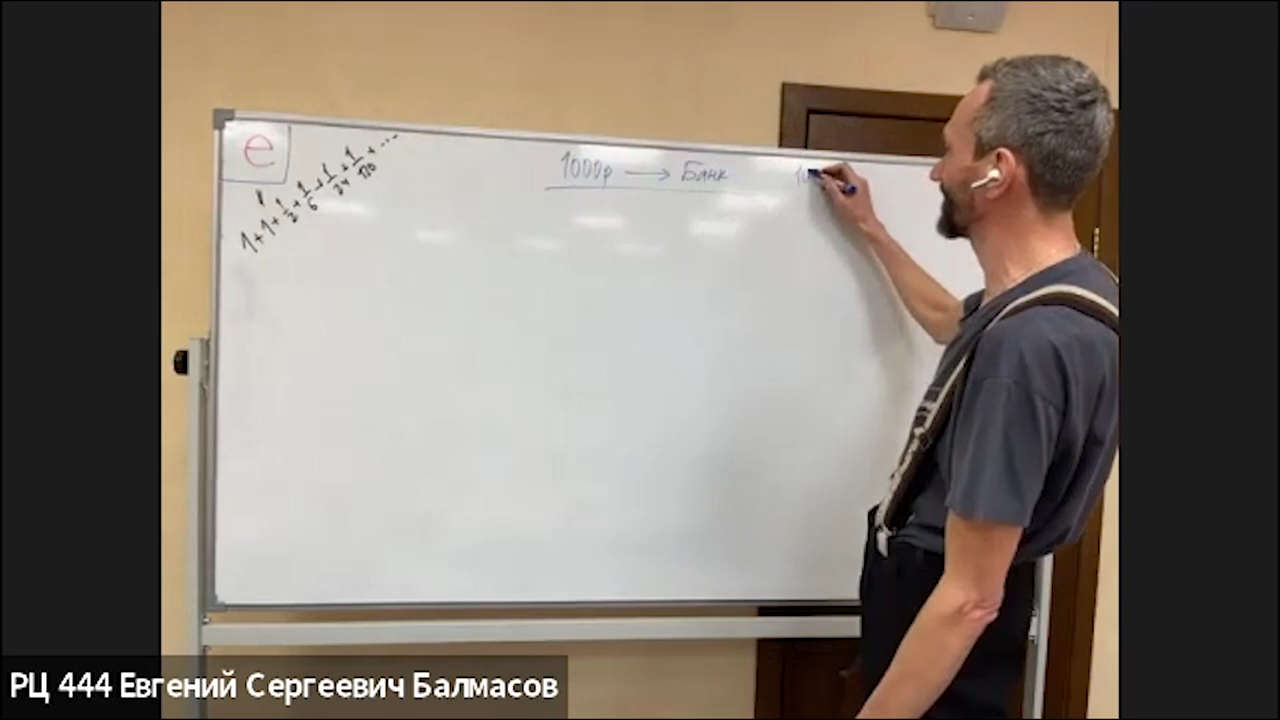 e
1+1+1/2+1/6+1/24+1/120+...
1000р → Банк
РЦ 444 Евгений Сергеевич Балмасов